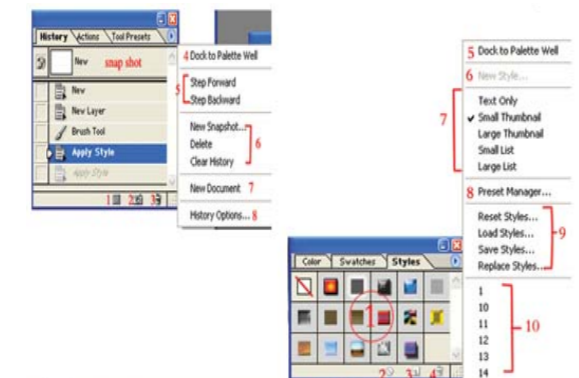 History Actions Tool Presets
New snap shot
New
New Layer
Brush Tool
Apply Style
Apply Style
1 2 3
4 Dock to Palette Well
5 Step Forward
Step Backward
New Snapshot...
Delete 6
Clear History
New Document 7
History Options... 8
Color Swatches Styles
1
2 3 4
5 Dock to Palette Well
6 New Style...
Text Only
7 ✓ Small Thumbnail
Large Thumbnail
Small List
Large List
8 Preset Manager...
Reset Styles...
Load Styles... 9
Save Styles...
Replace Styles...
1
10
11 10
12
13
14